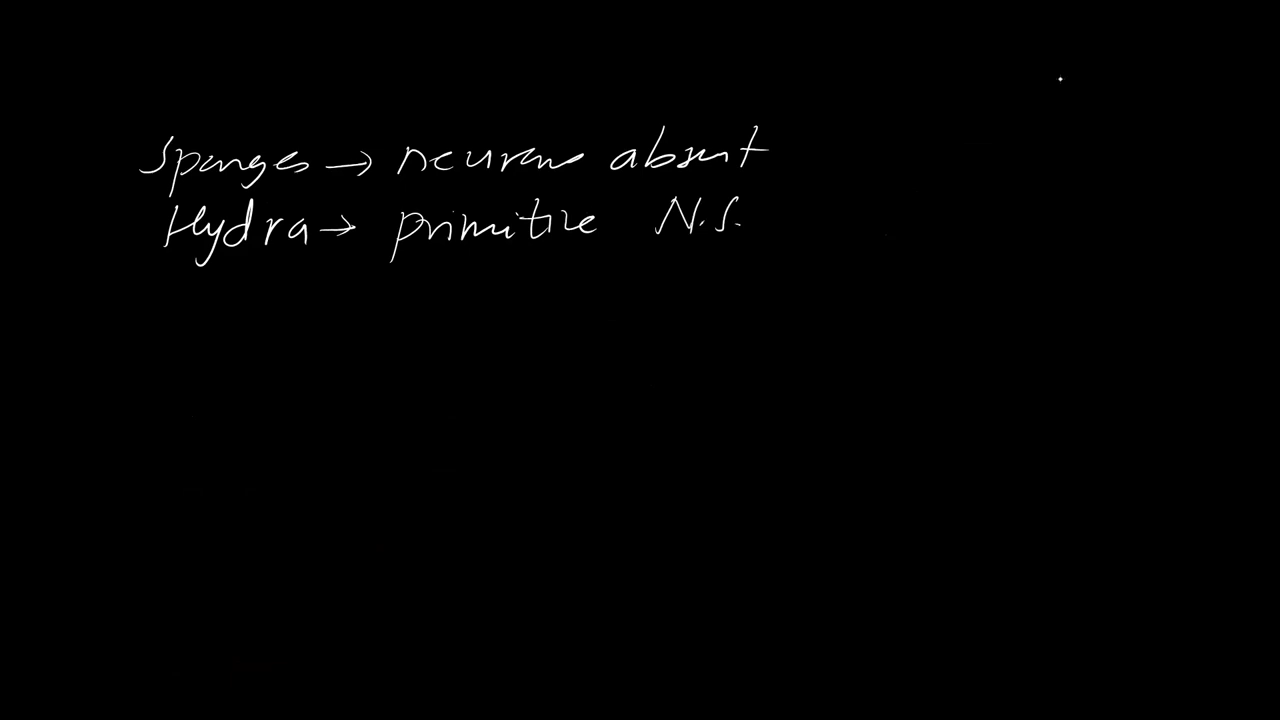 Sponges → neurons absent
Hydra → primitive N.S.